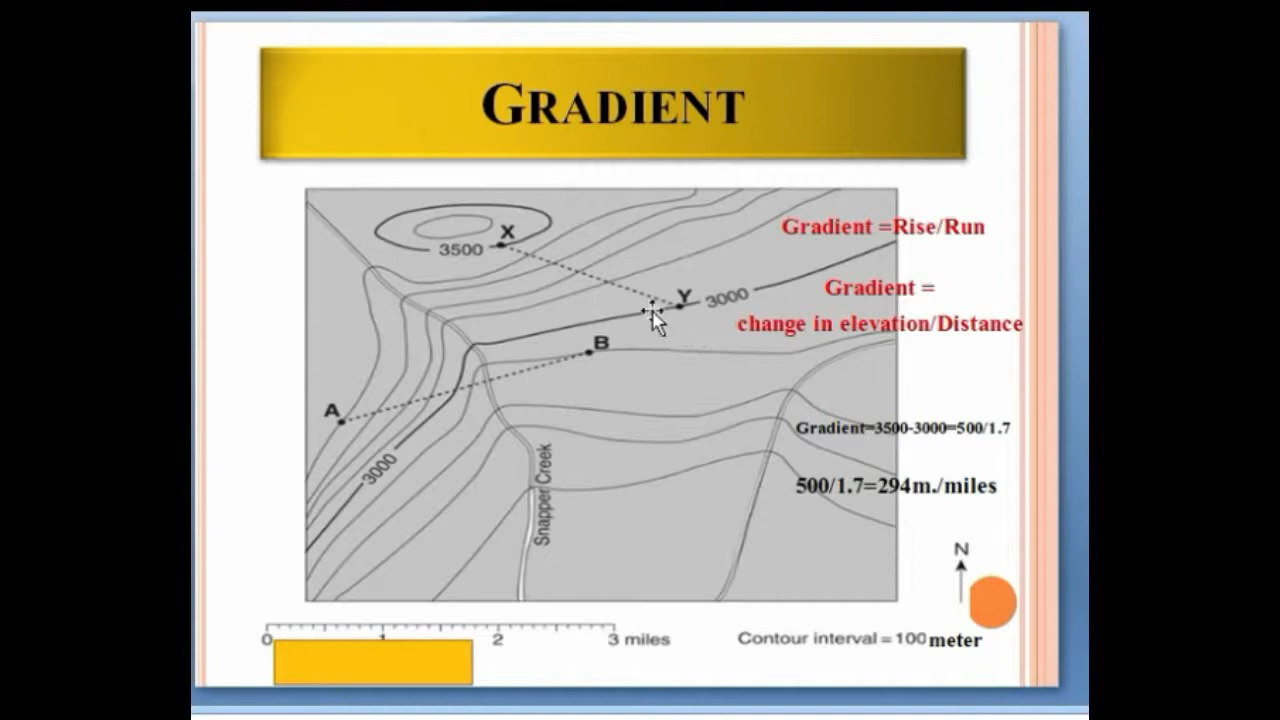 GRADIENT
X
3500
Gradient =Rise/Run
Y
3000
Gradient =
change in elevation/Distance
B
A
3000
Snapper Creek
Gradient=3500-3000=500/1.7
500/1.7=294m./miles
N
0 1 2 3 miles
Contour interval = 100 meter